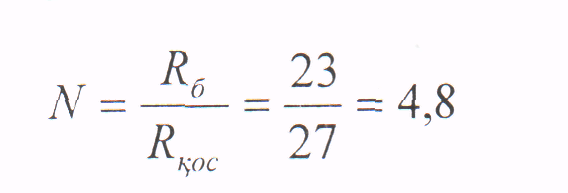 N = R_б / R_қос = 23 / 27 = 4,8